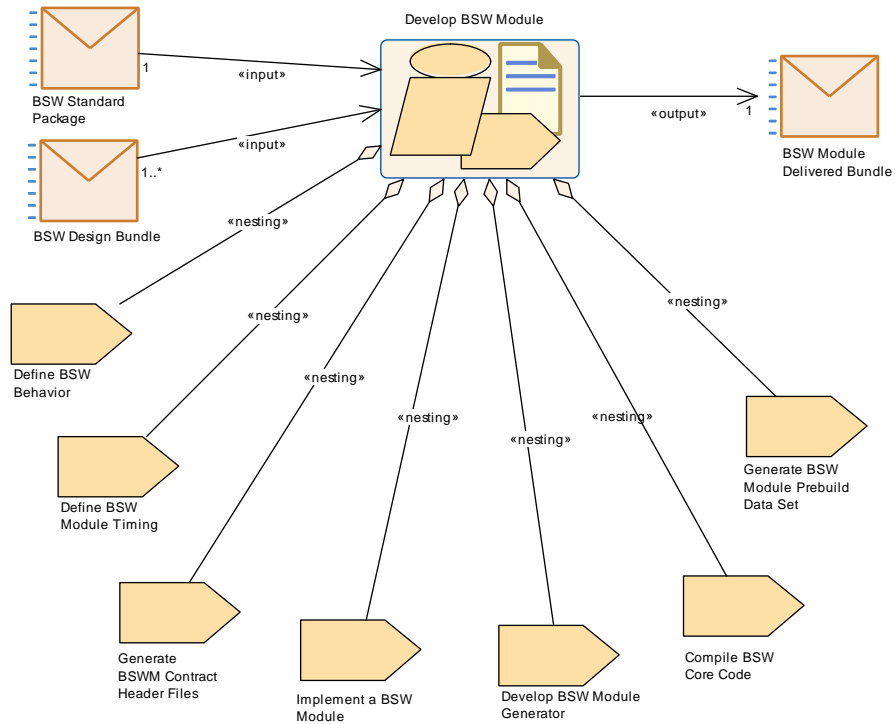 Develop BSW Module
1
«input»
BSW Standard
Package
«input»
1..*
BSW Design Bundle
«output»
1
BSW Module
Delivered Bundle
«nesting»
«nesting»
«nesting»
«nesting»
«nesting»
«nesting»
«nesting»
Define BSW
Behavior
Define BSW
Module Timing
Generate BSW
Module Prebuild
Data Set
Generate
BSWM Contract
Header Files
Implement a BSW
Module
Develop BSW Module
Generator
Compile BSW
Core Code